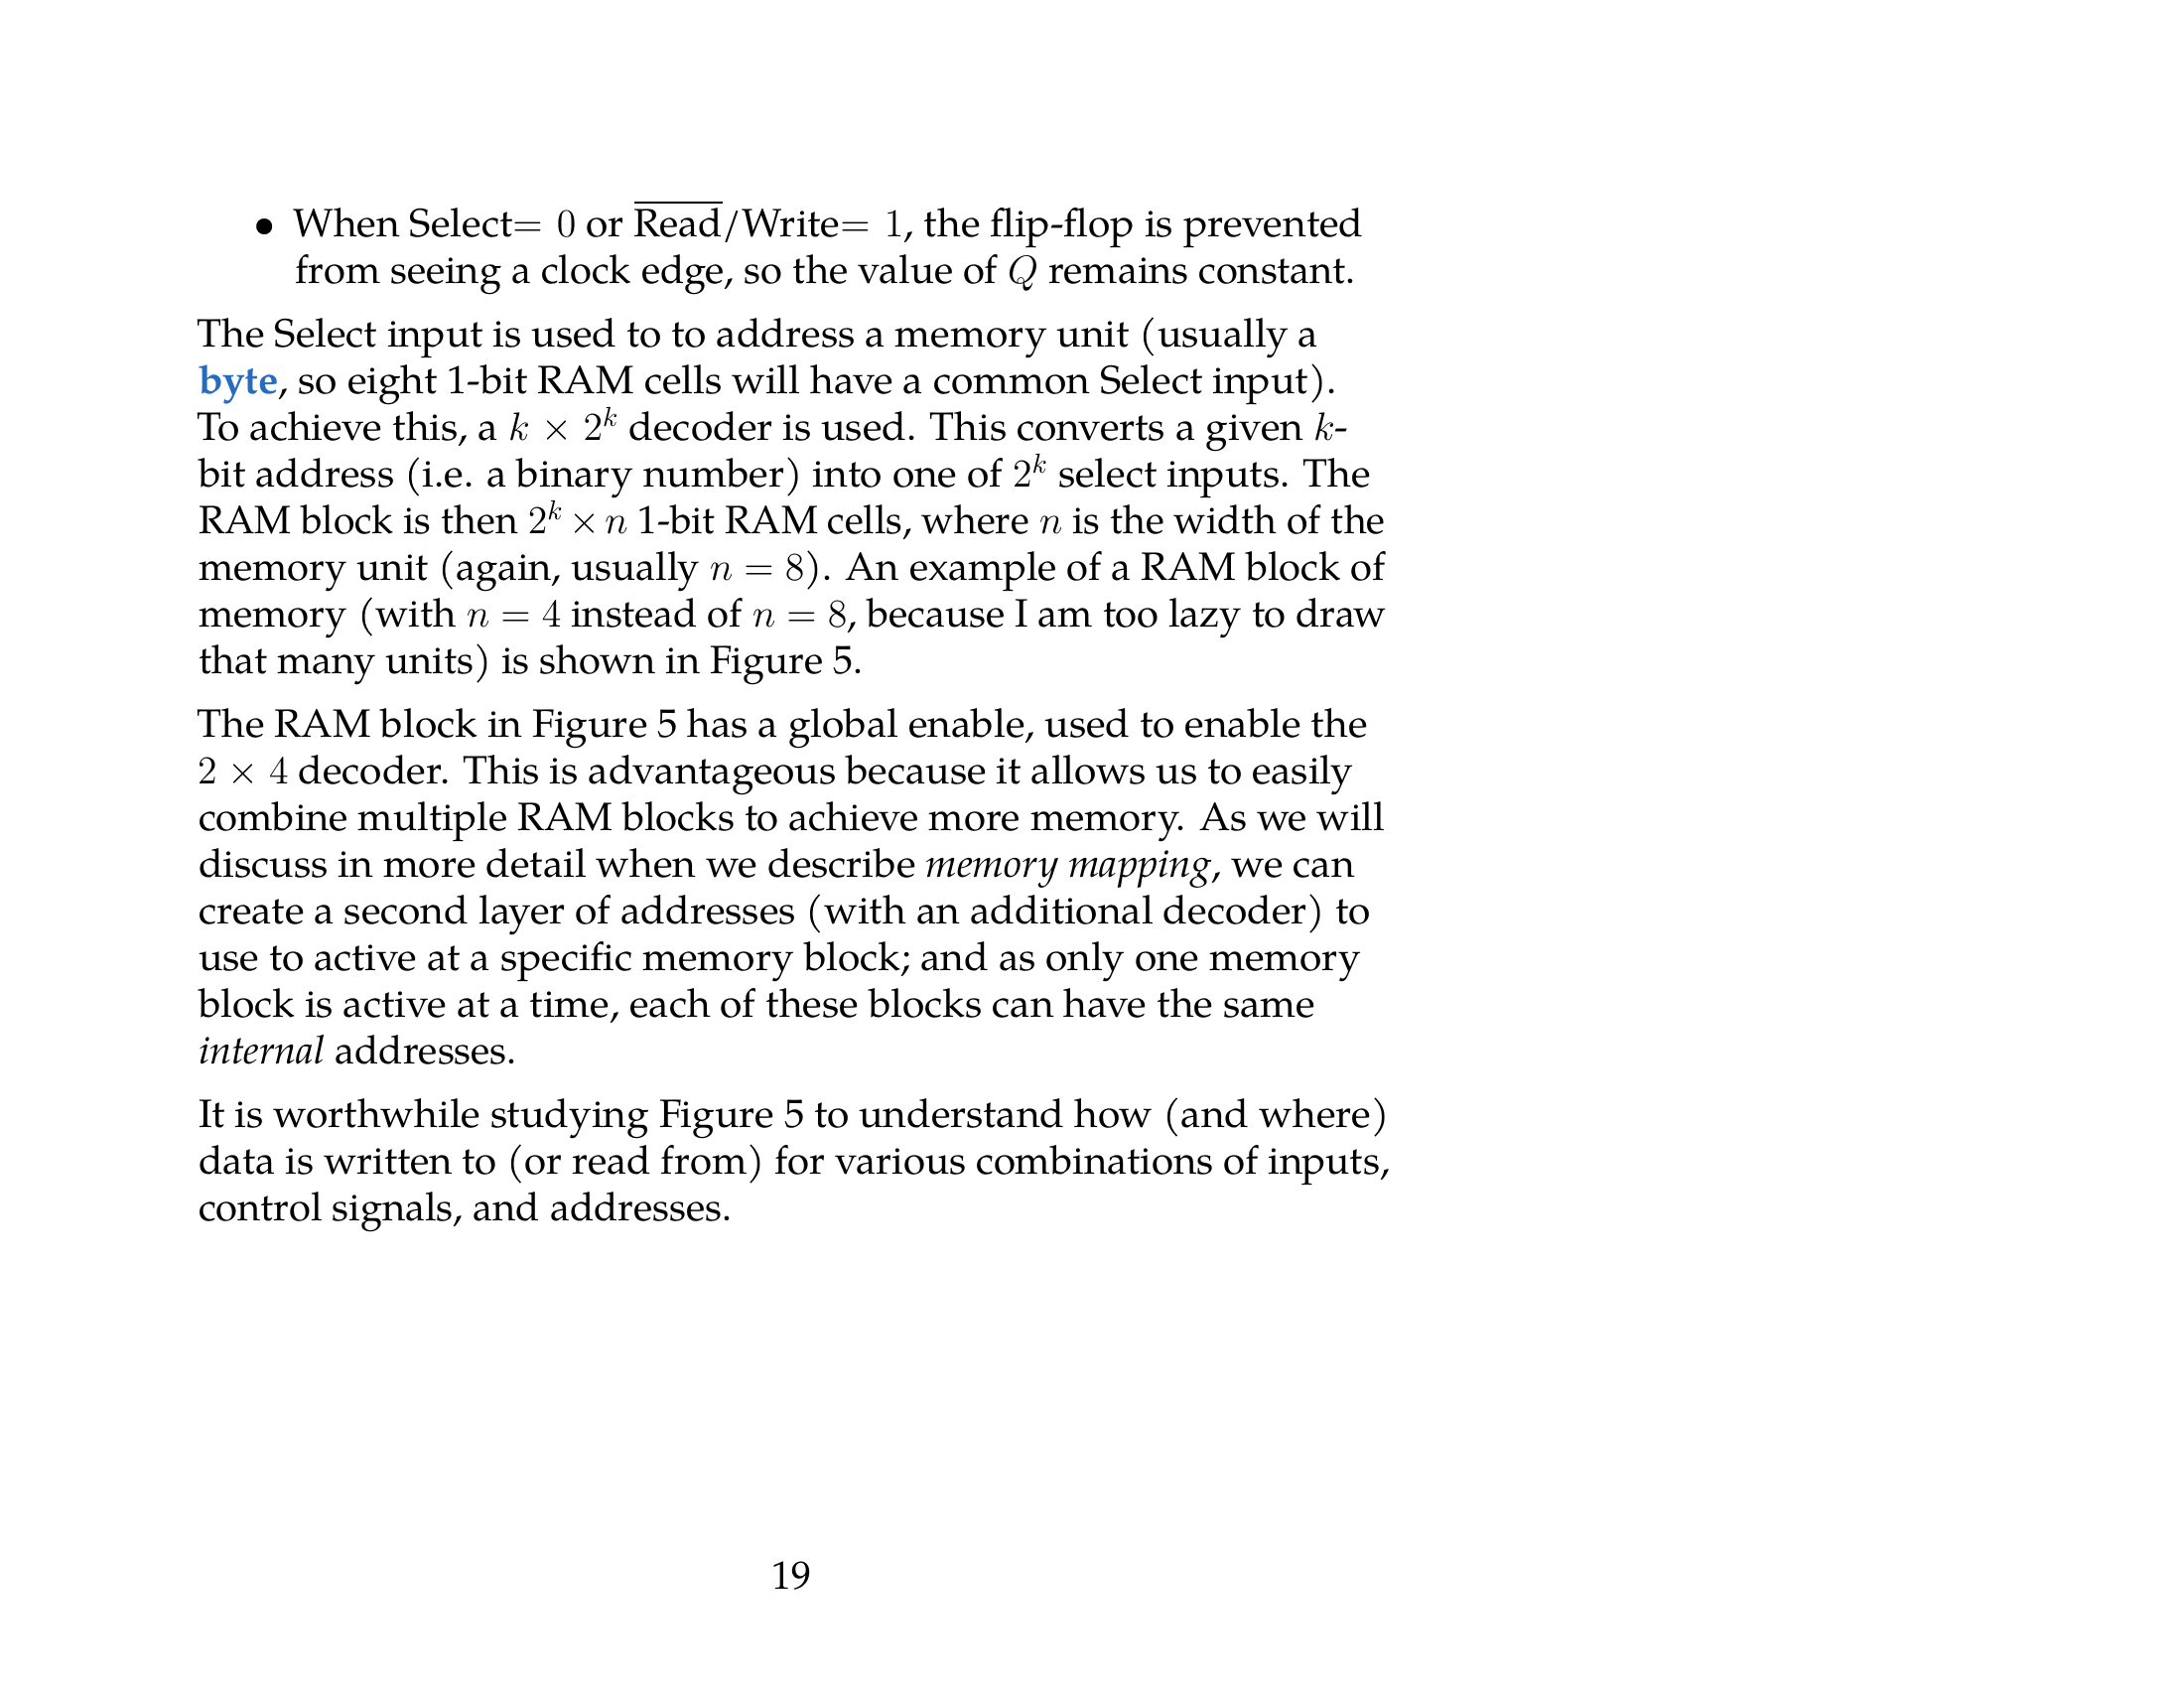 • When Select= 0 or \overline{Read}/Write= 1, the flip-flop is prevented
from seeing a clock edge, so the value of Q remains constant.
The Select input is used to to address a memory unit (usually a
byte, so eight 1-bit RAM cells will have a common Select input).
To achieve this, a k × 2^k decoder is used. This converts a given k-
bit address (i.e. a binary number) into one of 2^k select inputs. The
RAM block is then 2^k × n 1-bit RAM cells, where n is the width of the
memory unit (again, usually n = 8). An example of a RAM block of
memory (with n = 4 instead of n = 8, because I am too lazy to draw
that many units) is shown in Figure 5.
The RAM block in Figure 5 has a global enable, used to enable the
2 × 4 decoder. This is advantageous because it allows us to easily
combine multiple RAM blocks to achieve more memory. As we will
discuss in more detail when we describe memory mapping, we can
create a second layer of addresses (with an additional decoder) to
use to active at a specific memory block; and as only one memory
block is active at a time, each of these blocks can have the same
internal addresses.
It is worthwhile studying Figure 5 to understand how (and where)
data is written to (or read from) for various combinations of inputs,
control signals, and addresses.
19